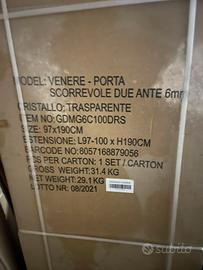 MODEL: VENERE - PORTA
SCORREVOLE DUE ANTE 6mm
CRISTALLO: TRASPARENTE
ITEM NO: GDMG6C100DRS
SIZE: 97x190CM
ESTENSIONE: L97-100 x H190CM
BARCODE NO: 8057168879056
PCS PER CARTON: 1 SET / CARTON
GROSS WEIGHT: 31.4 KG
NET WEIGHT: 29.1 KG
LOTTO NR: 08/2021
subito